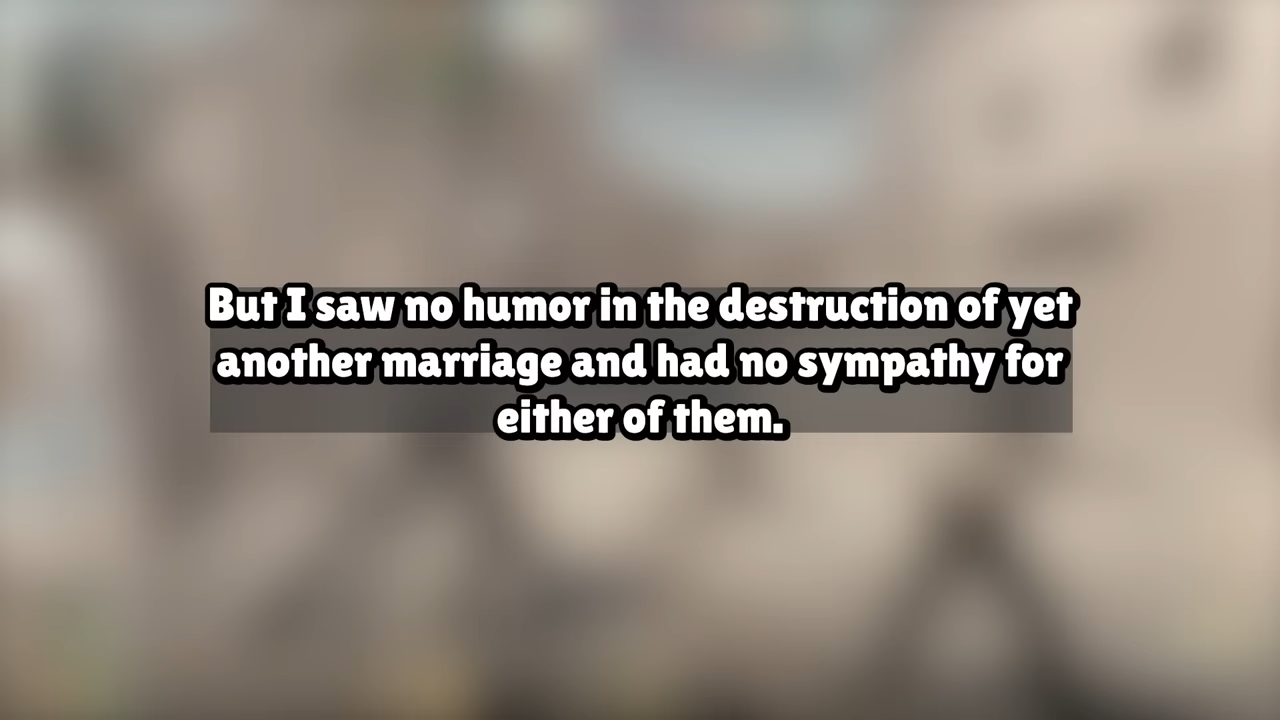 But I saw no humor in the destruction of yet
another marriage and had no sympathy for
either of them.